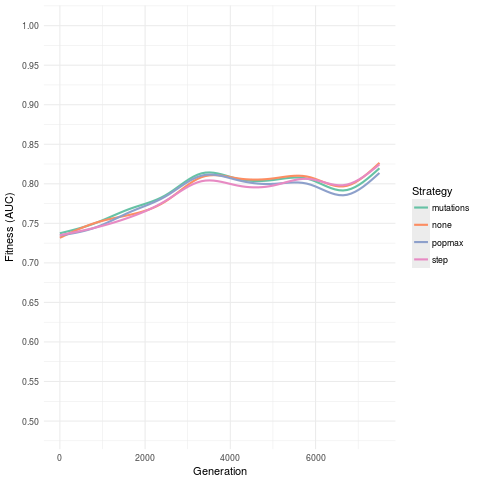 Fitness (AUC)
1.00
0.95
0.90
0.85
0.80
0.75
0.70
0.65
0.60
0.55
0.50
0
2000
4000
6000
Generation
Strategy
mutations
none
popmax
step